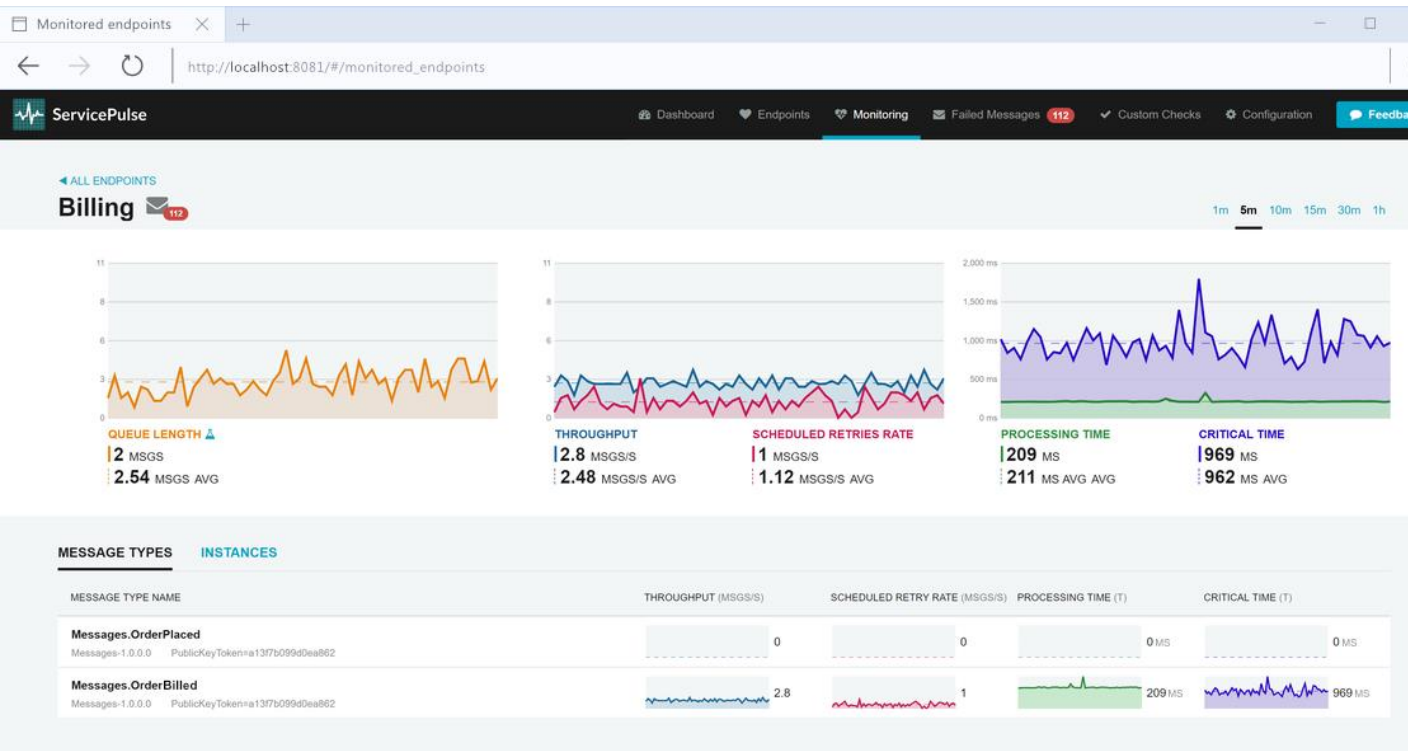 Monitored endpoints
http://localhost:8081/#/monitored_endpoints
ServicePulse Dashboard Endpoints Monitoring Failed Messages 112 Custom Checks Configuration Feedba
ALL ENDPOINTS
Billing 112
1m 5m 10m 15m 30m 1h
11
8
6
3
0
QUEUE LENGTH
2 MSGS
2.54 MSGS AVG
11
8
6
3
0
THROUGHPUT
2.8 MSGS/S
2.48 MSGS/S AVG
SCHEDULED RETRIES RATE
1 MSGS/S
1.12 MSGS/S AVG
2,000 ms
1,500 ms
1,000 ms
500 ms
0 ms
PROCESSING TIME
209 MS
211 MS AVG AVG
CRITICAL TIME
969 MS
962 MS AVG
MESSAGE TYPES INSTANCES
MESSAGE TYPE NAME THROUGHPUT (MSGS/S) SCHEDULED RETRY RATE (MSGS/S) PROCESSING TIME (T) CRITICAL TIME (T)
Messages.OrderPlaced 0 0 0 MS 0 MS
Messages-1.0.0.0 PublicKeyToken=a13f7b099d0ea862
Messages.OrderBilled 2.8 1 209 MS 969 MS
Messages-1.0.0.0 PublicKeyToken=a13f7b099d0ea862